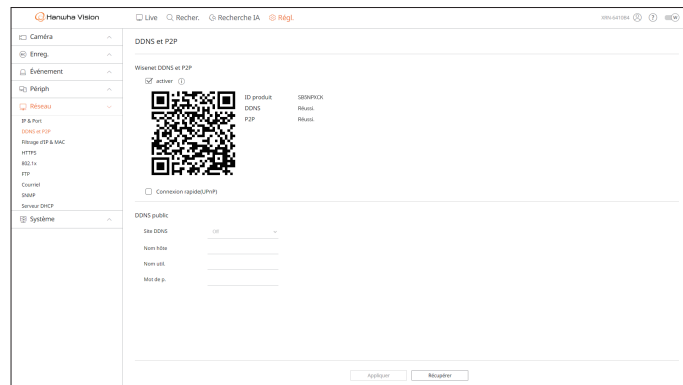 Hanwha Vision
Live Recher. Recherche IA Régl.
Caméra
Enreg.
Événement
Périph
Réseau
IP & Port
DDNS et P2P
Filtrage d'IP & MAC
HTTPS
802.1x
FTP
Courriel
SNMP
Serveur DHCP
Système
DDNS et P2P
Wisenet DDNS et P2P
activer
ID produit
DDNS Réussi.
P2P Réussi.
Connexion rapide(UPnP)
DDNS public
Site DDNS Off
Nom hôte
Nom util.
Mot de p.
Appliquer Récupérer